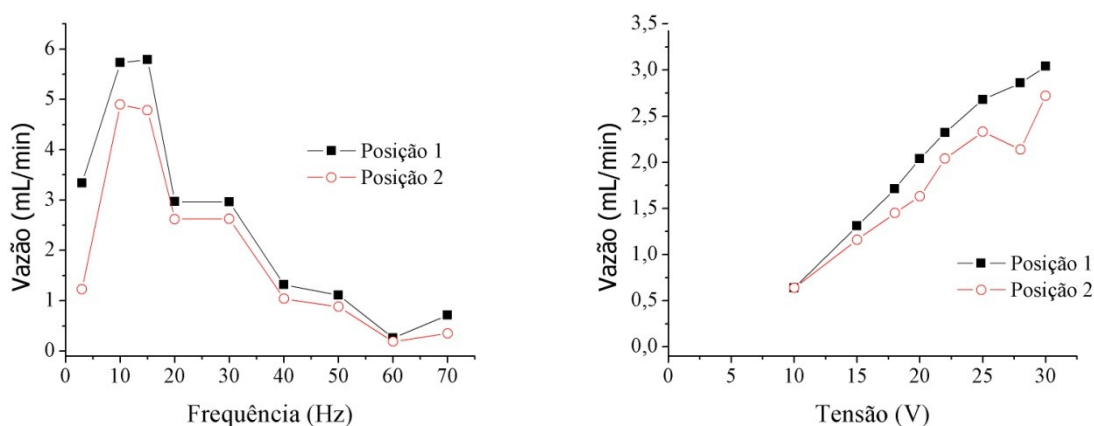 6
5
4
3
2
1
0
Vazão (mL/min)
Posição 1
Posição 2
0 10 20 30 40 50 60 70
Frequência (Hz)
3,5
3,0
2,5
2,0
1,5
1,0
0,5
0,0
Vazão (mL/min)
Posição 1
Posição 2
0 5 10 15 20 25 30
Tensão (V)